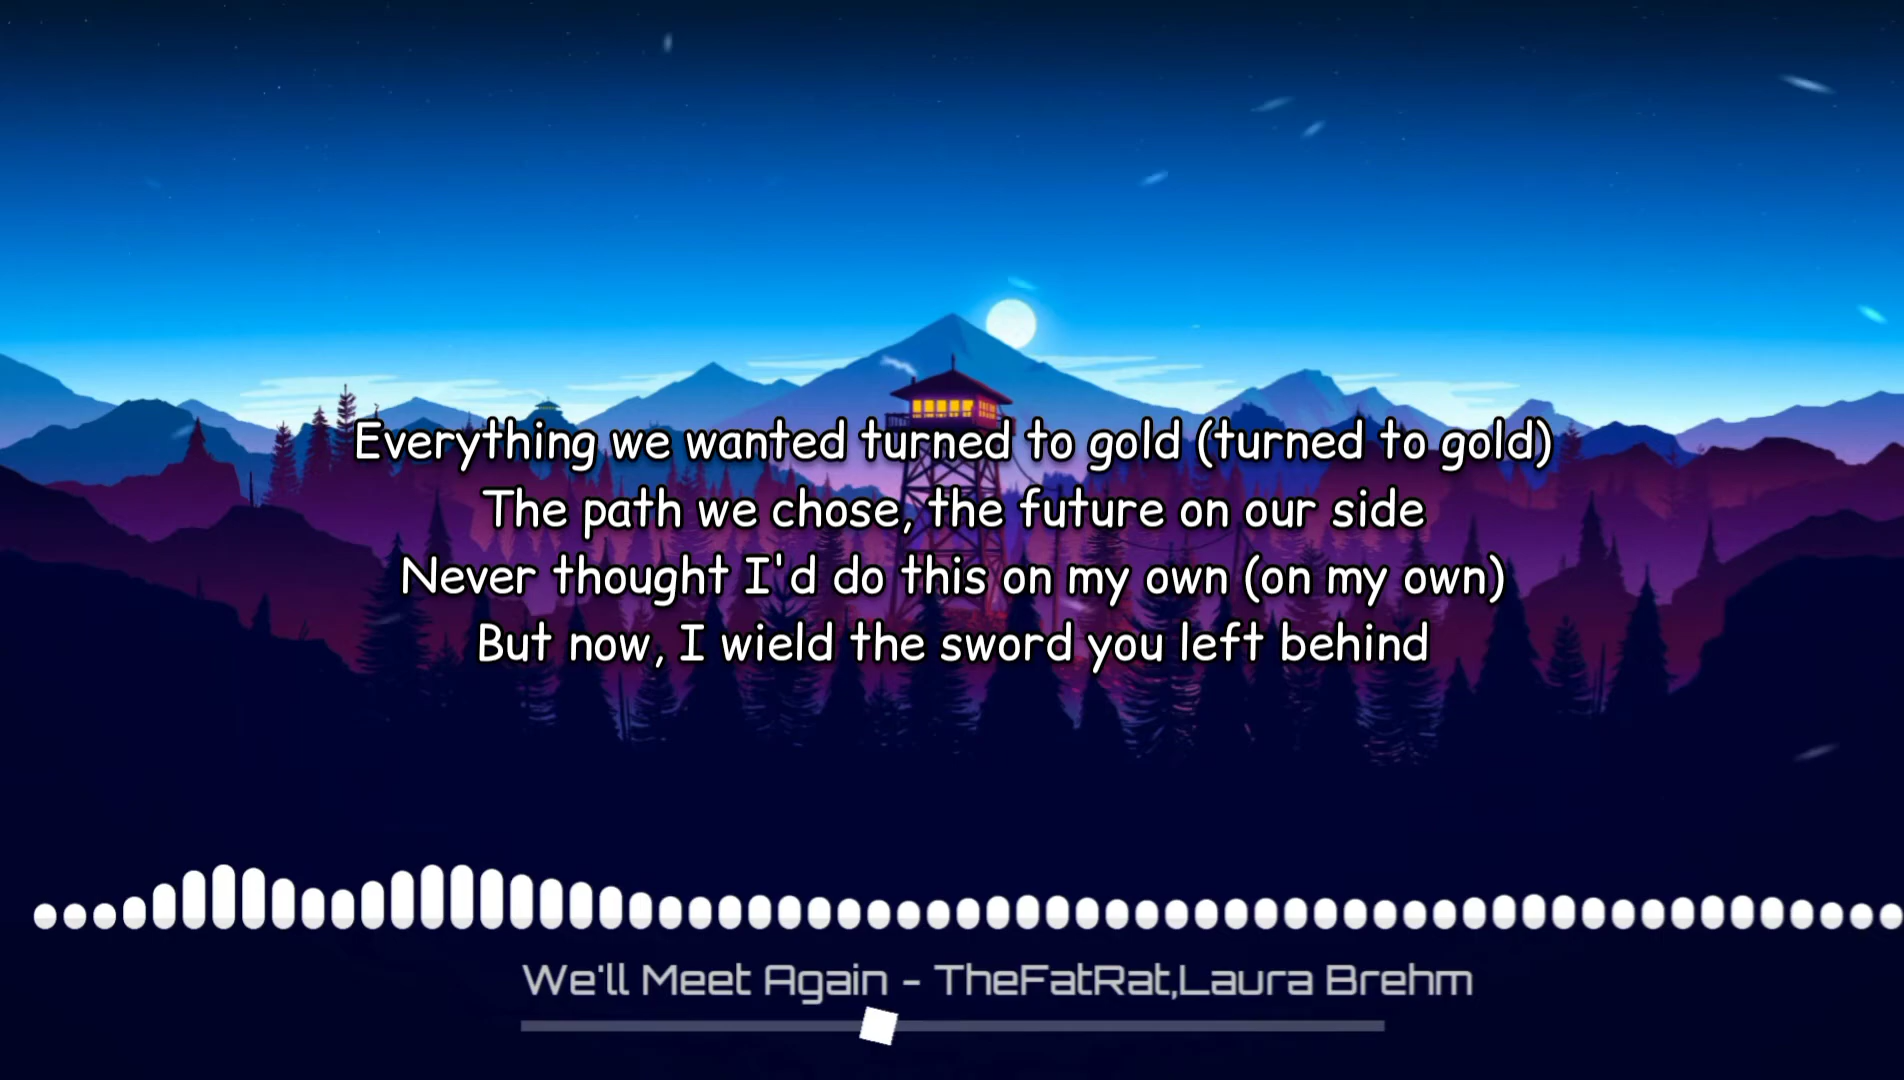 Everything we wanted turned to gold (turned to gold)
The path we chose, the future on our side
Never thought I'd do this on my own (on my own)
But now, I wield the sword you left behind
We'll Meet Again - TheFatRat,Laura Brehm